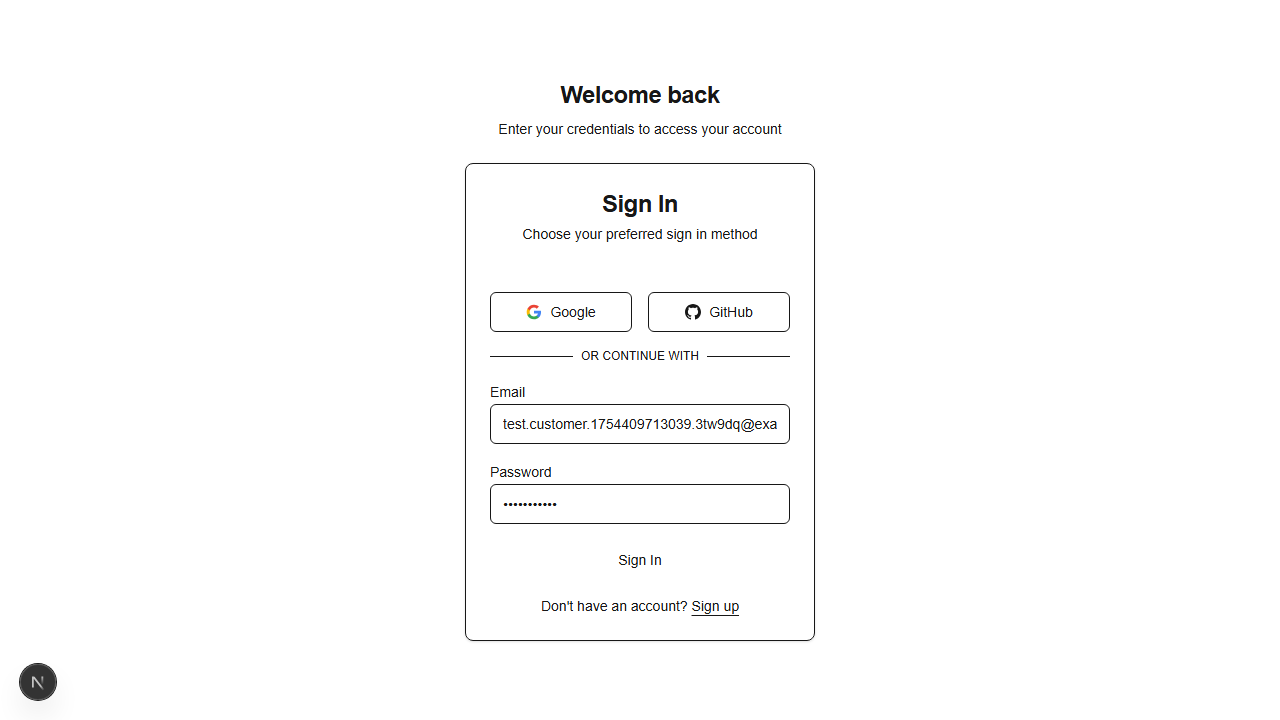 Welcome back
Enter your credentials to access your account
Sign In
Choose your preferred sign in method
Google
GitHub
OR CONTINUE WITH
Email
test.customer.1754409713039.3tw9dq@exa
Password
•••••••••••
Sign In
Don't have an account? Sign up
N